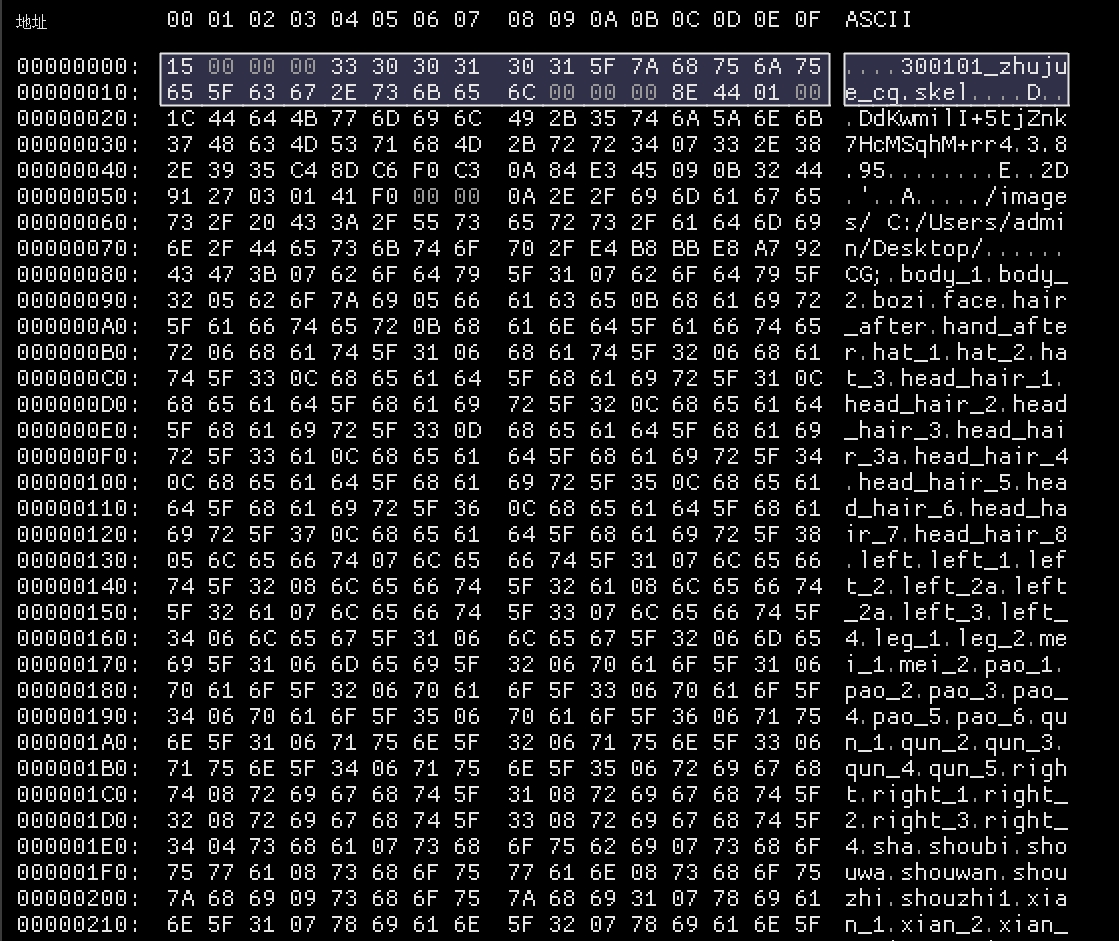 地址 00 01 02 03 04 05 06 07 08 09 0A 0B 0C 0D 0E 0F ASCII
00000000: 15 00 00 00 33 30 30 31 30 31 5F 7A 68 75 6A 75 ....300101_zhuju
00000010: 65 5F 63 67 2E 73 6B 65 6C 00 00 00 8E 44 01 00 e_cg.skel....D..
00000020: 1C 44 64 4B 77 6D 69 6C 49 2B 35 74 6A 5A 6E 6B .DdKwmilI+5tjZnk
00000030: 37 48 63 4D 53 71 68 4D 2B 72 72 34 07 33 2E 38 7HcMSqhM+rr4.3.8
00000040: 2E 39 35 C4 8D C6 F0 C3 0A 84 E3 45 09 0B 32 44 .95........E..2D
00000050: 91 27 03 01 41 F0 00 00 0A 2E 2F 69 6D 61 67 65 .'..A...../image
00000060: 73 2F 20 43 3A 2F 55 73 65 72 73 2F 61 64 6D 69 s/ C:/Users/admi
00000070: 6E 2F 44 65 73 6B 74 6F 70 2F E4 B8 BB E8 A7 92 n/Desktop/......
00000080: 43 47 3B 07 62 6F 64 79 5F 31 07 62 6F 64 79 5F CG;.body_1.body_
00000090: 32 05 62 6F 7A 69 05 66 61 63 65 0B 68 61 69 72 2.bozi.face.hair
000000A0: 5F 61 66 74 65 72 0B 68 61 6E 64 5F 61 66 74 65 _after.hand_afte
000000B0: 72 06 68 61 74 5F 31 06 68 61 74 5F 32 06 68 61 r.hat_1.hat_2.ha
000000C0: 74 5F 33 0C 68 65 61 64 5F 68 61 69 72 5F 31 0C t_3.head_hair_1.
000000D0: 68 65 61 64 5F 68 61 69 72 5F 32 0C 68 65 61 64 head_hair_2.head
000000E0: 5F 68 61 69 72 5F 33 0D 68 65 61 64 5F 68 61 69 _hair_3.head_hai
000000F0: 72 5F 33 61 0C 68 65 61 64 5F 68 61 69 72 5F 34 r_3a.head_hair_4
00000100: 0C 68 65 61 64 5F 68 61 69 72 5F 35 0C 68 65 61 .head_hair_5.hea
00000110: 64 5F 68 61 69 72 5F 36 0C 68 65 61 64 5F 68 61 d_hair_6.head_ha
00000120: 69 72 5F 37 0C 68 65 61 64 5F 68 61 69 72 5F 38 ir_7.head_hair_8
00000130: 05 6C 65 66 74 07 6C 65 66 74 5F 31 07 6C 65 66 .left.left_1.lef
00000140: 74 5F 32 08 6C 65 66 74 5F 32 61 08 6C 65 66 74 t_2.left_2a.left
00000150: 5F 32 61 07 6C 65 66 74 5F 33 07 6C 65 66 74 5F _2a.left_3.left_
00000160: 34 06 6C 65 67 5F 31 06 6C 65 67 5F 32 06 6D 65 4.leg_1.leg_2.me
00000170: 69 5F 31 06 6D 65 69 5F 32 06 70 61 6F 5F 31 06 i_1.mei_2.pao_1.
00000180: 70 61 6F 5F 32 06 70 61 6F 5F 33 06 70 61 6F 5F pao_2.pao_3.pao_
00000190: 34 06 70 61 6F 5F 35 06 70 61 6F 5F 36 06 71 75 4.pao_5.pao_6.qu
000001A0: 6E 5F 31 06 71 75 6E 5F 32 06 71 75 6E 5F 33 06 n_1.qun_2.qun_3.
000001B0: 71 75 6E 5F 34 06 71 75 6E 5F 35 06 72 69 67 68 qun_4.qun_5.righ
000001C0: 74 08 72 69 67 68 74 5F 31 08 72 69 67 68 74 5F t.right_1.right_
000001D0: 32 08 72 69 67 68 74 5F 33 08 72 69 67 68 74 5F 2.right_3.right_
000001E0: 34 04 73 68 61 07 73 68 6F 75 62 69 07 73 68 6F 4.sha.shoubi.sho
000001F0: 75 77 61 08 73 68 6F 75 77 61 6E 08 73 68 6F 75 uwa.shouwan.shou
00000200: 7A 68 69 09 73 68 6F 75 7A 68 69 31 07 78 69 61 zhi.shouzhi1.xia
00000210: 6E 5F 31 07 78 69 61 6E 5F 32 07 78 69 61 6E 5F n_1.xian_2.xian_